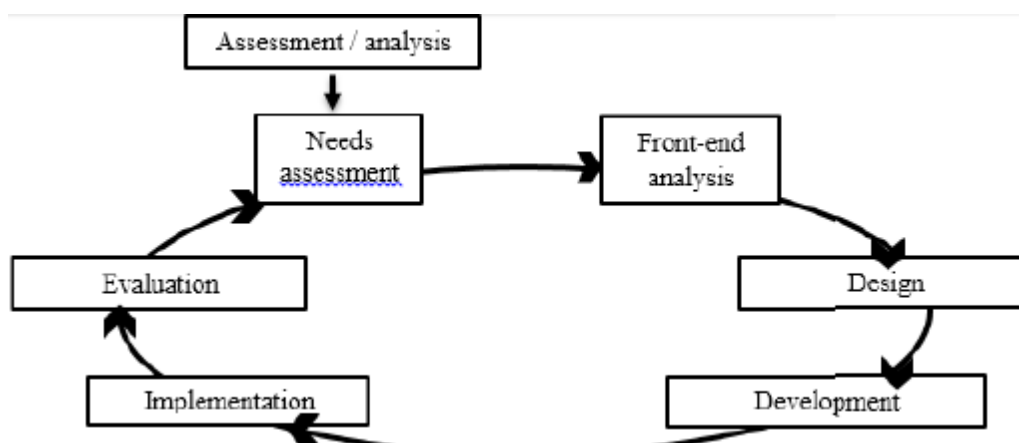 Assessment / analysis
Needs
assessment
Front-end
analysis
Evaluation
Design
Implementation
Development